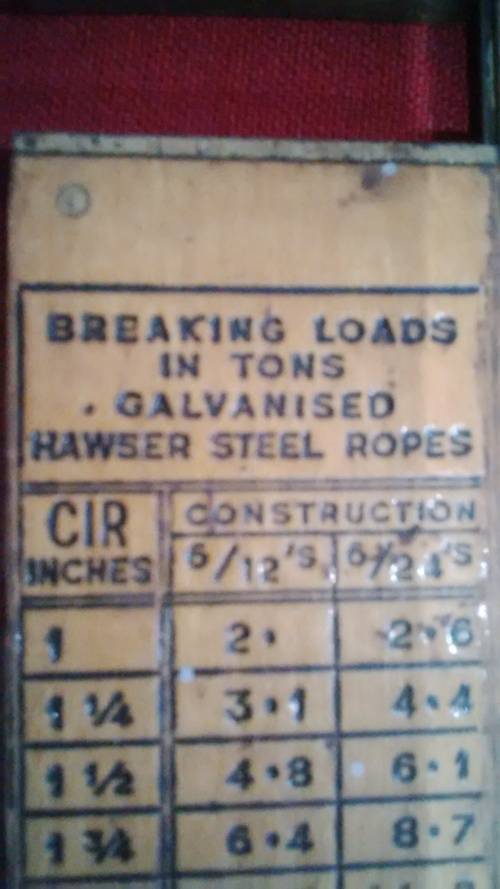 BREAKING LOADS
IN TONS
GALVANISED
HAWSER STEEL ROPES
CIR INCHES CONSTRUCTION
6/12's 6/24's
1 2· 2·6
1 1/4 3·1 4·4
1 1/2 4·8 6·1
1 3/4 6·4 8·7